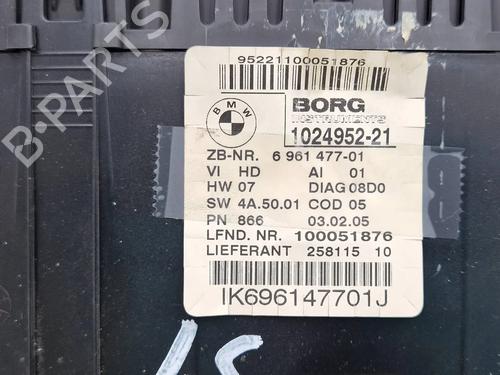 95221100051876
BMW
BORG
INSTRUMENTS
1024952-21
ZB-NR. 6 961 477-01
VI HD AI 01
HW 07 DIAG 08D0
SW 4A.50.01 COD 05
PN 866 03.02.05
LFND. NR. 100051876
LIEFERANT 258115 10
IK696147701J
B-PARTS